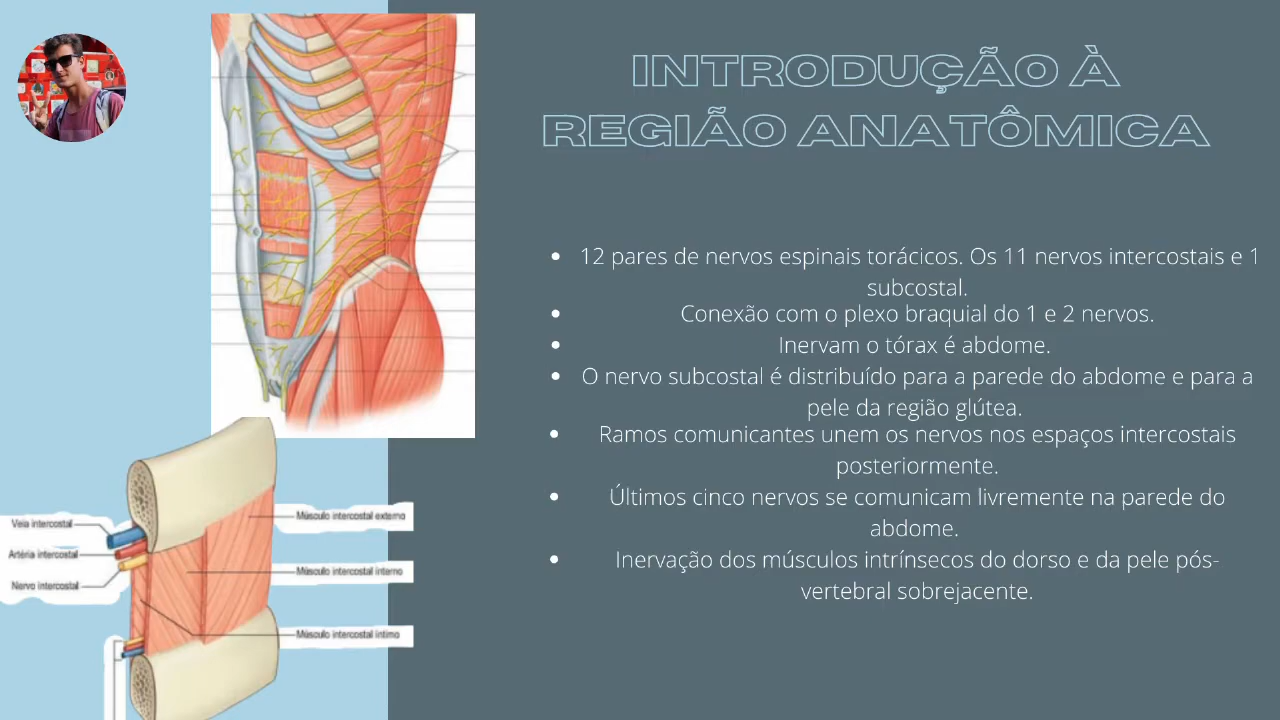 INTRODUÇÃO À
REGIÃO ANATÔMICA
12 pares de nervos espinais torácicos. Os 11 nervos intercostais e 1
subcostal.
Conexão com o plexo braquial do 1 e 2 nervos.
Inervam o tórax é abdome.
O nervo subcostal é distribuído para a parede do abdome e para a
pele da região glútea.
Ramos comunicantes unem os nervos nos espaços intercostais
posteriormente.
Últimos cinco nervos se comunicam livremente na parede do
abdome.
Inervação dos músculos intrínsecos do dorso e da pele pós-
vertebral sobrejacente.
Veia intercostal
Artéria intercostal
Nervo intercostal
Músculo intercostal externo
Músculo intercostal interno
Músculo intercostal íntimo